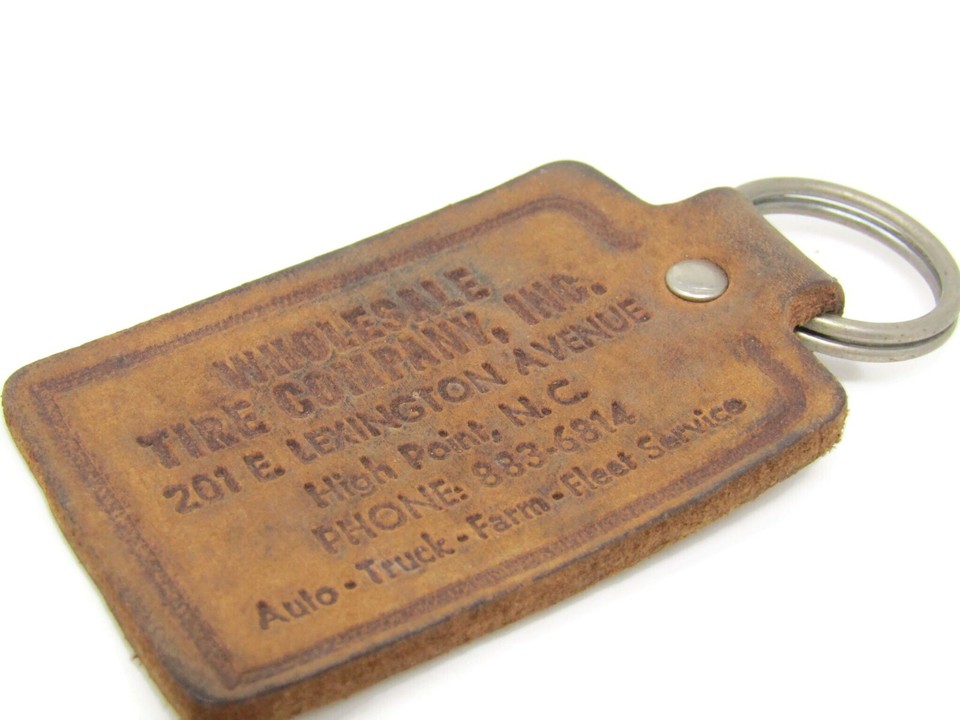 WHOLESALE
TIRE COMPANY, INC.
201 E. LEXINGTON AVENUE
High Point, N. C.
PHONE: 883-6814
Auto - Truck - Farm - Fleet Service